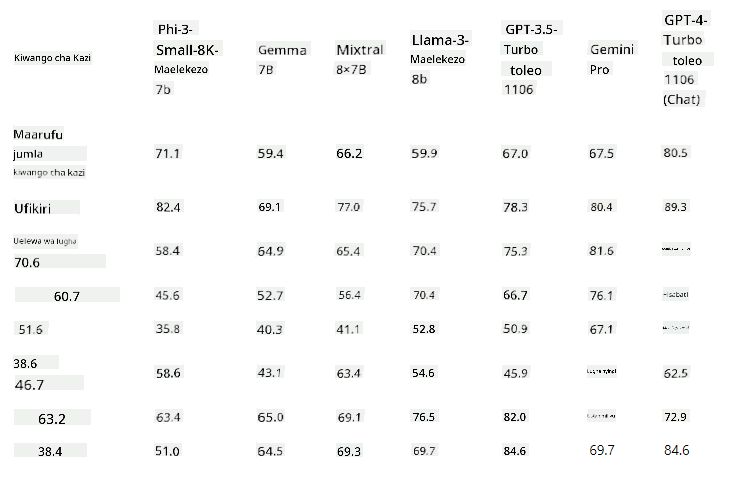 Kiwango cha Kazi
Phi-3-
Small-8K-
Maelekezo
7b
Gemma
7B
Mixtral
8×7B
Llama-3-
Maelekezo
8b
GPT-3.5-
Turbo
toleo
1106
Gemini
Pro
GPT-4-
Turbo
toleo
1106
(Chat)
Maarufu
jumla
kiwango cha kazi
71.1 59.4 66.2 59.9 67.0 67.5 80.5
Ufikiri 82.4 69.1 77.0 75.7 78.3 80.4 89.3
Uelewa wa lugha
70.6
58.4 64.9 65.4 70.4 75.3 81.6
60.7 45.6 52.7 56.4 70.4 66.7 76.1 Hisabati
51.6 35.8 40.3 41.1 52.8 50.9 67.1
38.6
46.7
58.6 43.1 63.4 54.6 45.9 62.5
63.2 63.4 65.0 69.1 76.5 82.0 72.9
38.4 51.0 64.5 69.3 69.7 84.6 69.7 84.6